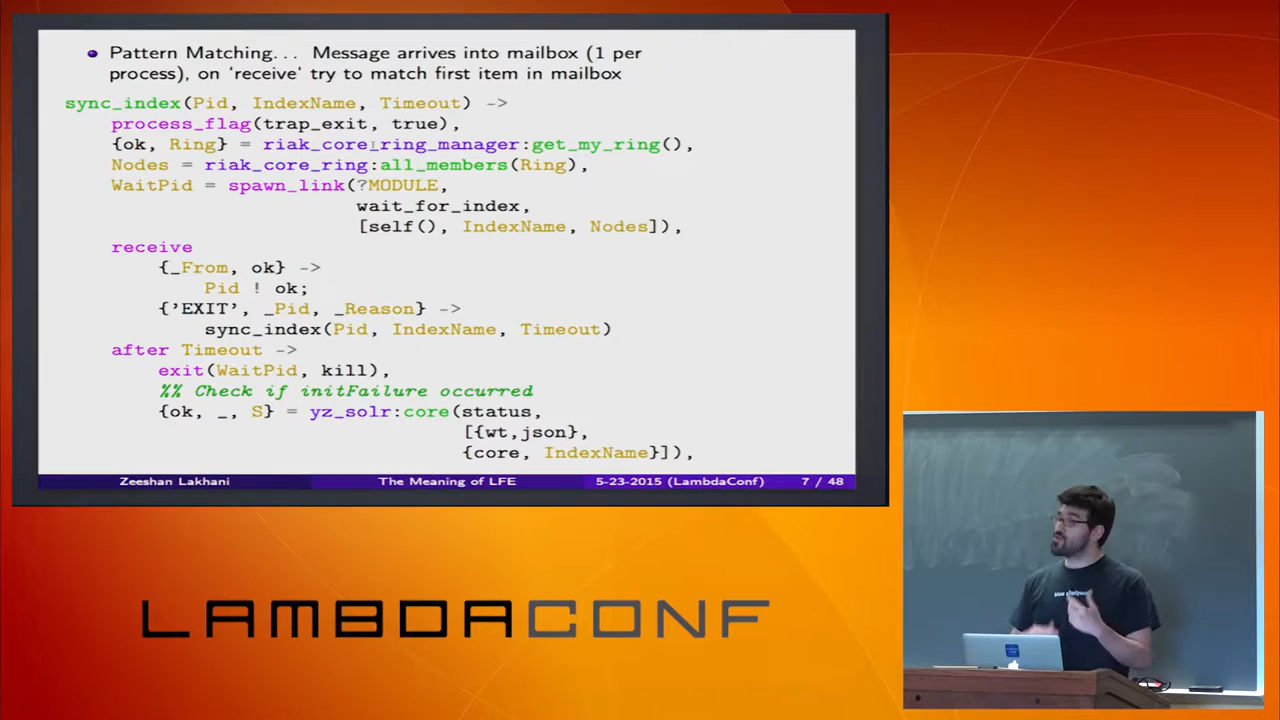 Pattern Matching... Message arrives into mailbox (1 per
process), on ‘receive‘ try to match first item in mailbox
sync_index(Pid, IndexName, Timeout) ->
process_flag(trap_exit, true),
{ok, Ring} = riak_core_ring_manager:get_my_ring(),
Nodes = riak_core_ring:all_members(Ring),
WaitPid = spawn_link(?MODULE,
wait_for_index,
[self(), IndexName, Nodes]),
receive
{_From, ok} ->
Pid ! ok;
{'EXIT', _Pid, _Reason} ->
sync_index(Pid, IndexName, Timeout)
after Timeout ->
exit(WaitPid, kill),
%% Check if initFailure occurred
{ok, _, S} = yz_solr:core(status,
[{wt,json},
{core, IndexName}]),
Zeeshan Lakhani The Meaning of LFE 5-23-2015 (LambdaConf) 7 / 48
LAMBDACONF